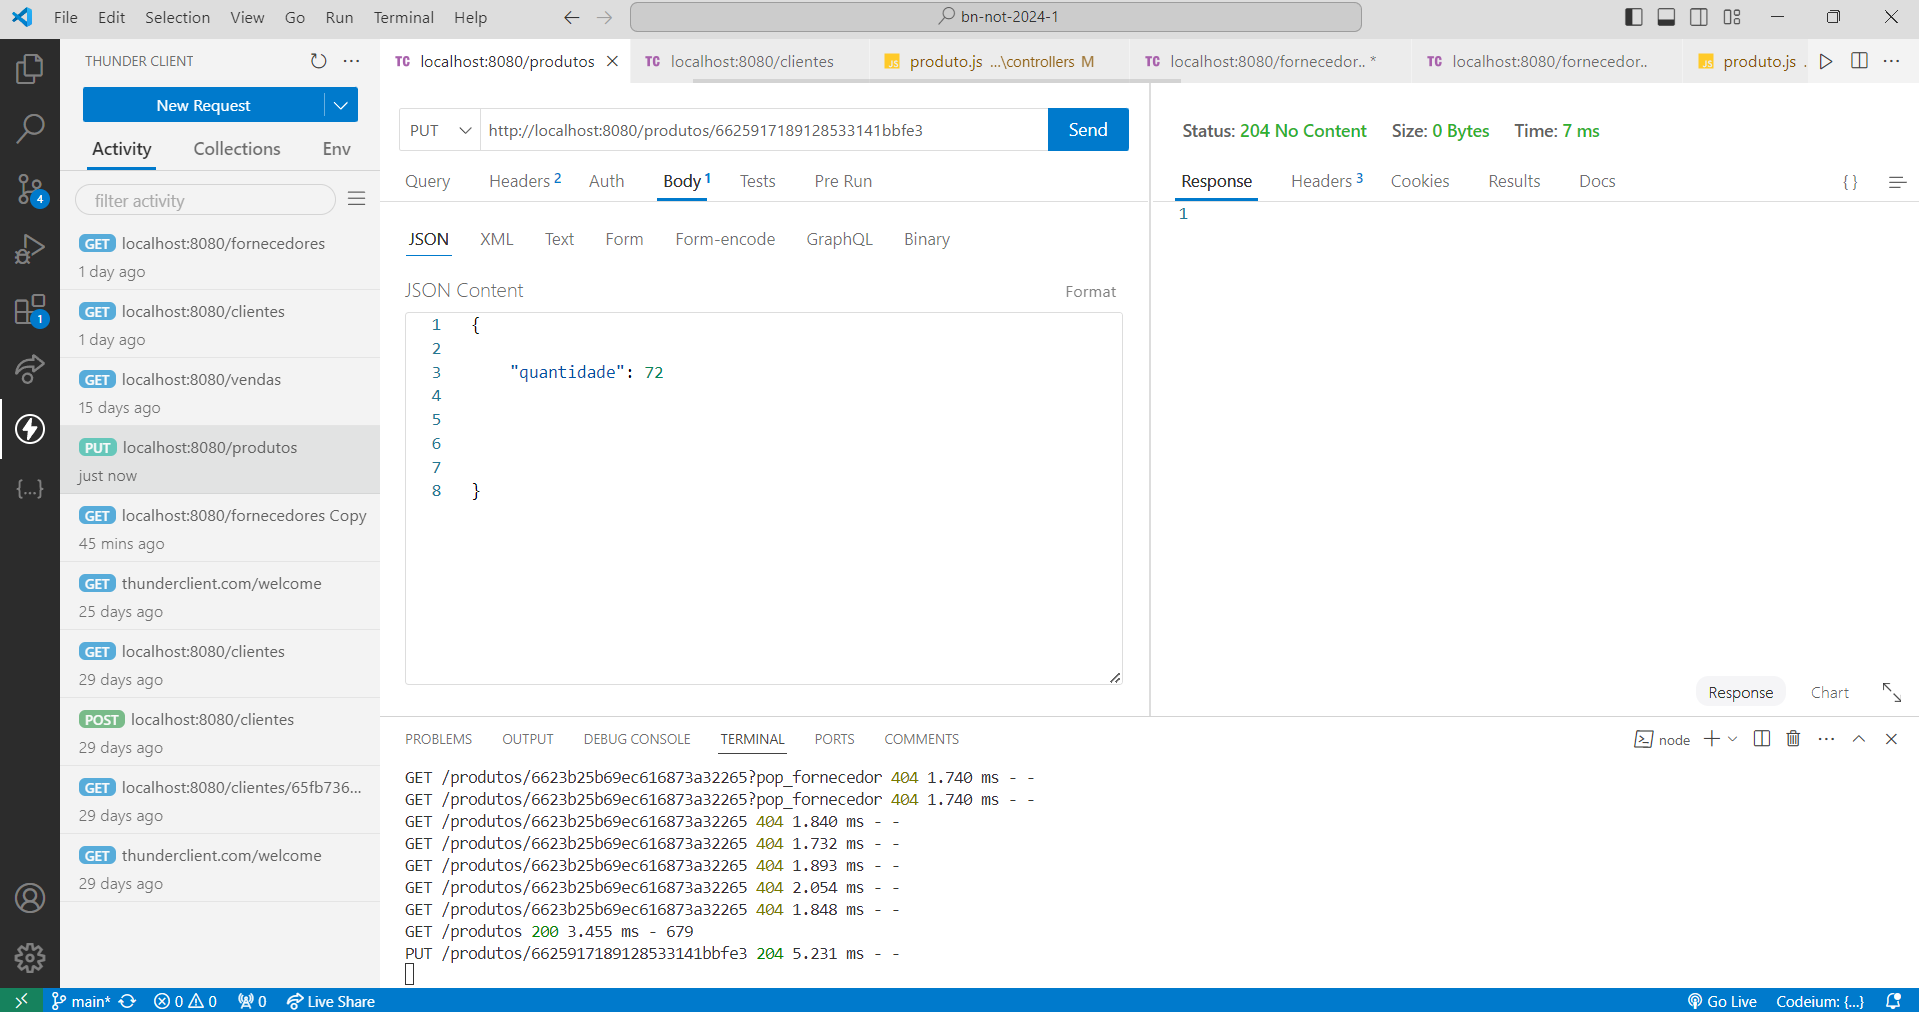 File Edit Selection View Go Run Terminal Help
bn-not-2024-1
THUNDER CLIENT
TC localhost:8080/produtos
TC localhost:8080/clientes
JS produto.js ...\controllers M
TC localhost:8080/fornecedor.. *
TC localhost:8080/fornecedor..
JS produto.js .
New Request
Activity Collections Env
filter activity
GET localhost:8080/fornecedores
1 day ago
GET localhost:8080/clientes
1 day ago
GET localhost:8080/vendas
15 days ago
PUT localhost:8080/produtos
just now
GET localhost:8080/fornecedores Copy
45 mins ago
GET thunderclient.com/welcome
25 days ago
GET localhost:8080/clientes
29 days ago
POST localhost:8080/clientes
29 days ago
GET localhost:8080/clientes/65fb736...
29 days ago
GET thunderclient.com/welcome
29 days ago
4
1
{...}
PUT http://localhost:8080/produtos/6625917189128533141bbfe3 Send
Query Headers 2 Auth Body 1 Tests Pre Run
JSON XML Text Form Form-encode GraphQL Binary
JSON Content Format
1 {
2
3 "quantidade": 72
4
5
6
7
8 }
Status: 204 No Content Size: 0 Bytes Time: 7 ms
Response Headers 3 Cookies Results Docs { }
1
Response Chart
PROBLEMS OUTPUT DEBUG CONSOLE TERMINAL PORTS COMMENTS
node
GET /produtos/6623b25b69ec616873a32265?pop_fornecedor 404 1.740 ms - -
GET /produtos/6623b25b69ec616873a32265?pop_fornecedor 404 1.740 ms - -
GET /produtos/6623b25b69ec616873a32265 404 1.840 ms - -
GET /produtos/6623b25b69ec616873a32265 404 1.732 ms - -
GET /produtos/6623b25b69ec616873a32265 404 1.893 ms - -
GET /produtos/6623b25b69ec616873a32265 404 2.054 ms - -
GET /produtos/6623b25b69ec616873a32265 404 1.848 ms - -
GET /produtos 200 3.455 ms - 679
PUT /produtos/6625917189128533141bbfe3 204 5.231 ms - -
main* 0 0 0 Live Share
Go Live Codeium: {...}